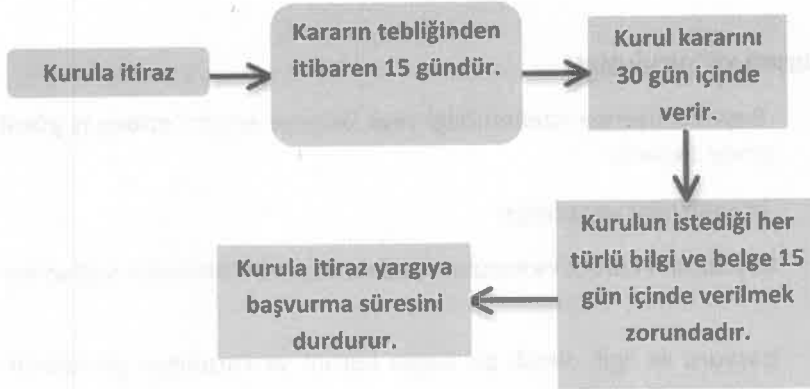 Kurula itiraz
Kararın tebliğinden
itibaren 15 gündür.
Kurul kararını
30 gün içinde
verir.
Kurulun istediği her
türlü bilgi ve belge 15
gün içinde verilmek
zorundadır.
Kurula itiraz yargıya
başvurma süresini
durdurur.